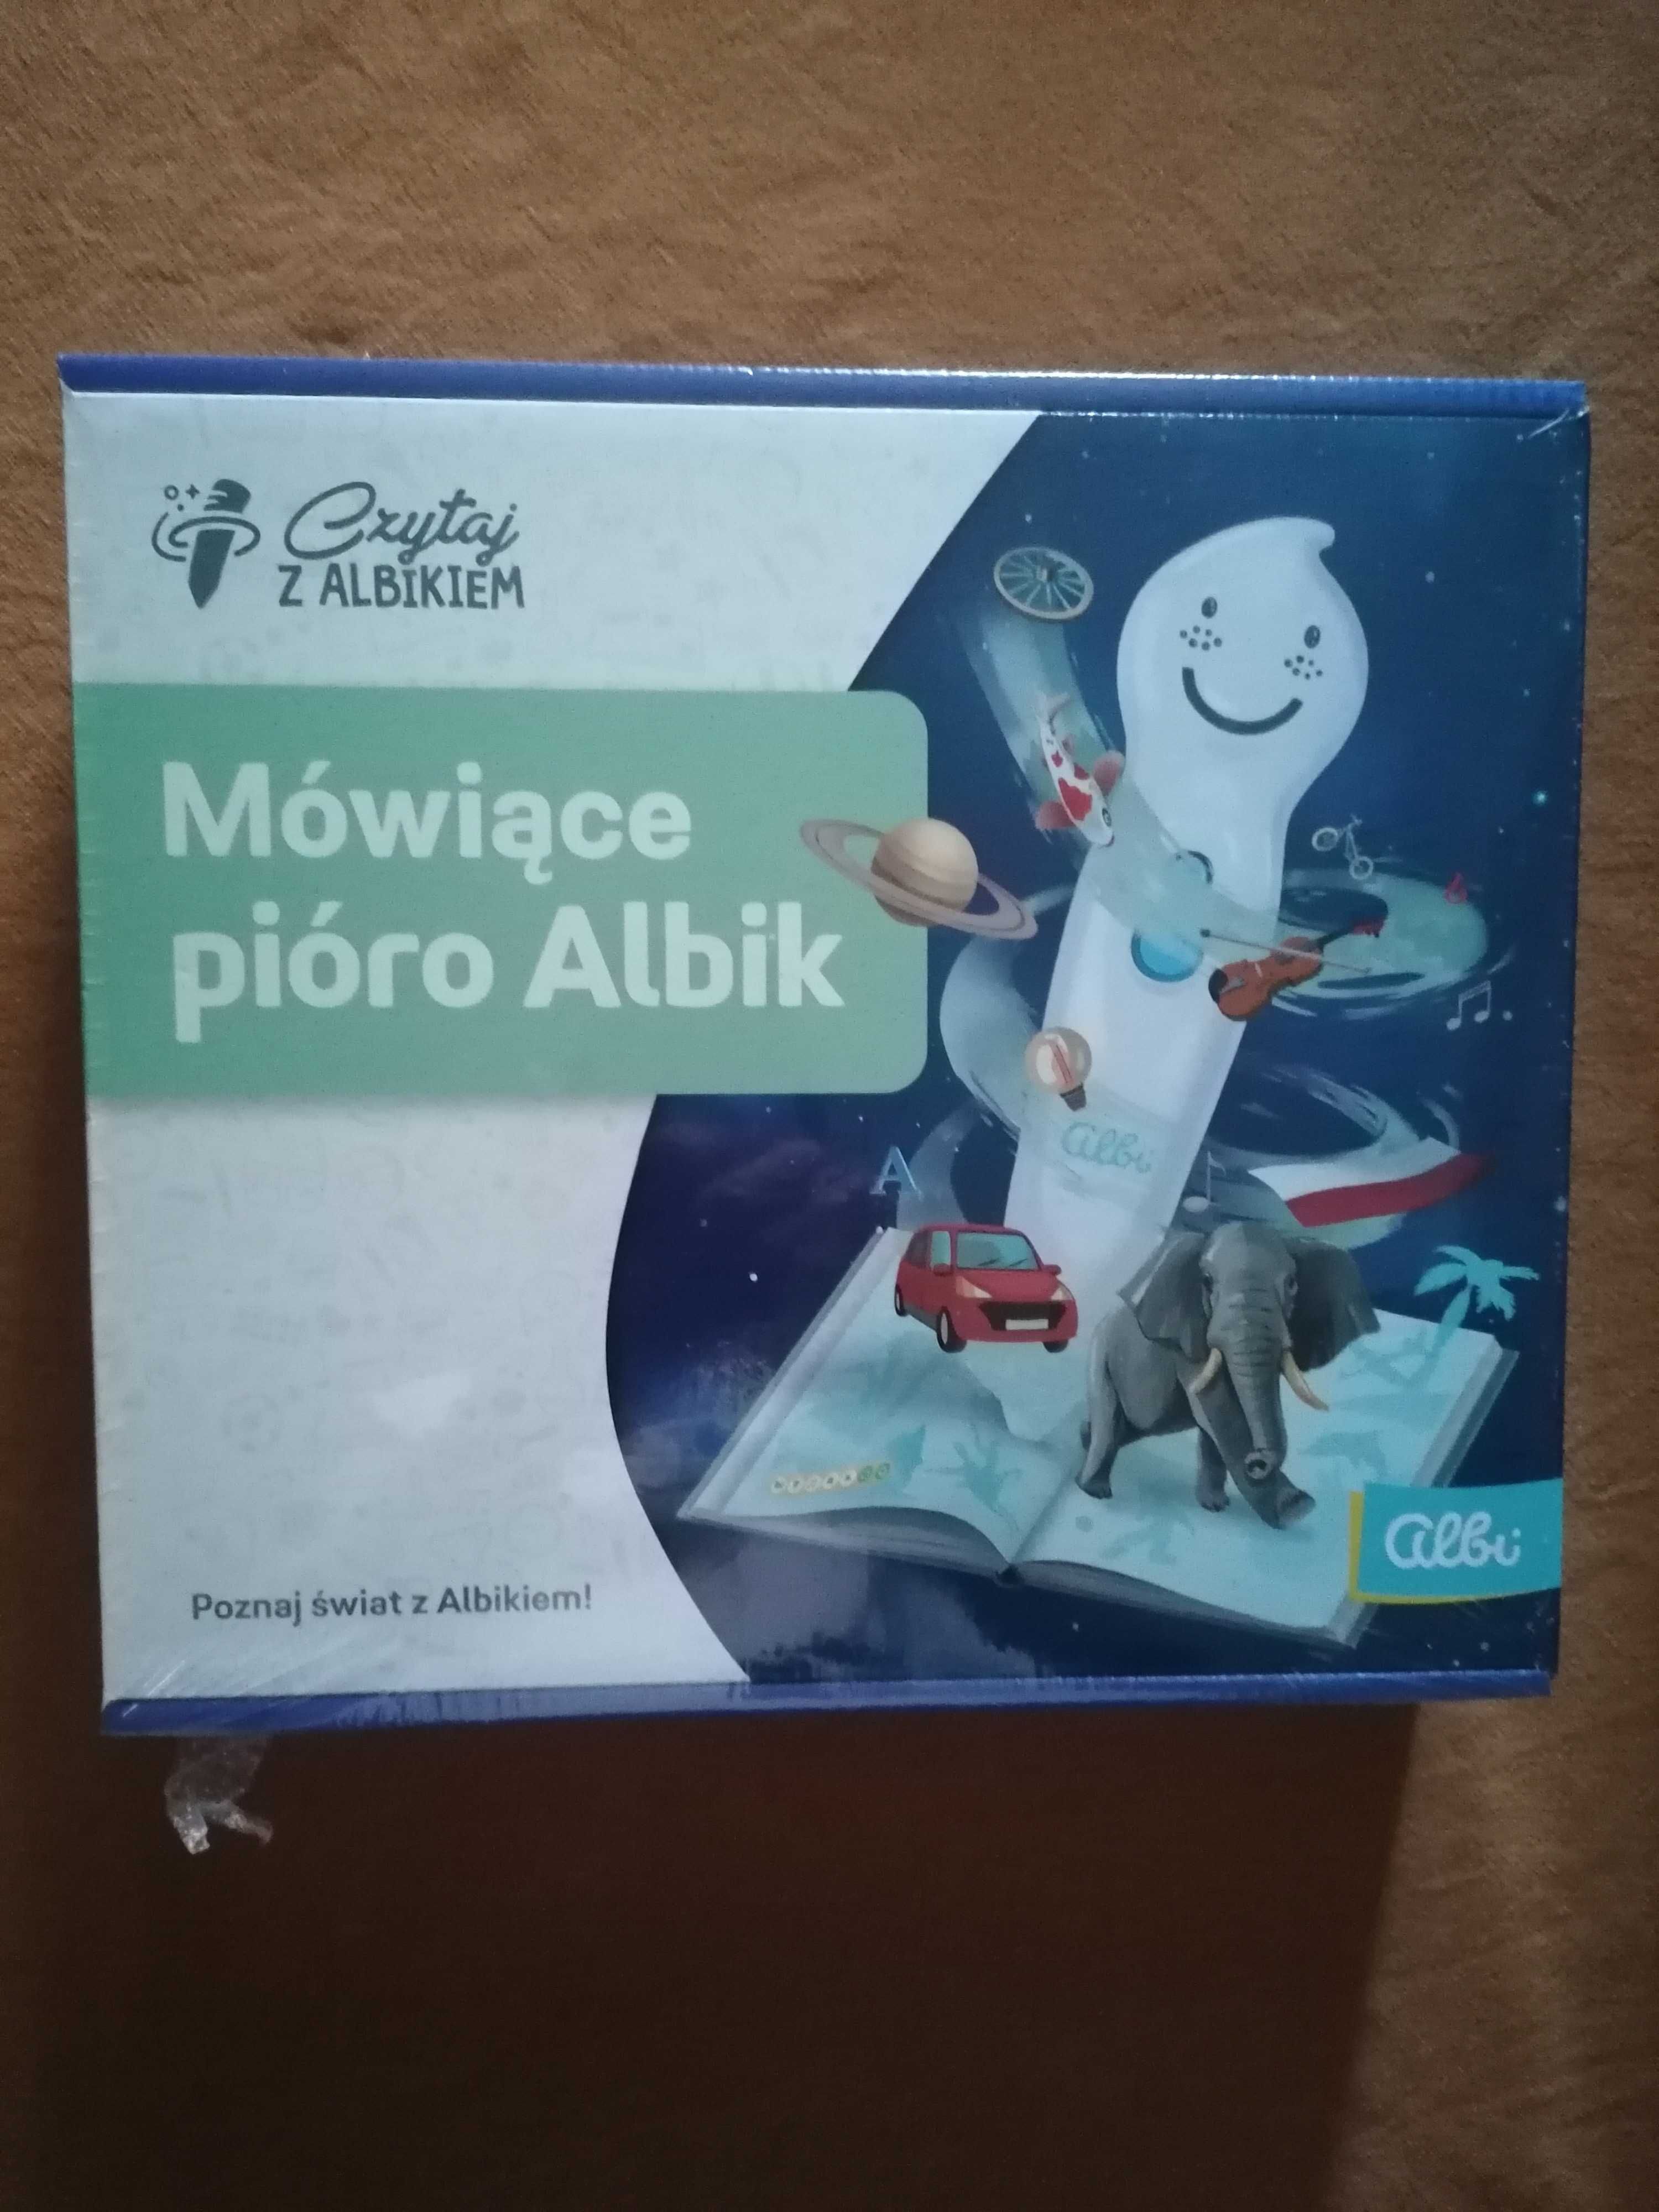 Czytaj
Z ALBIKIEM
Mówiące
pióro Albik
albi
A
Poznaj świat z Albikiem!
albi